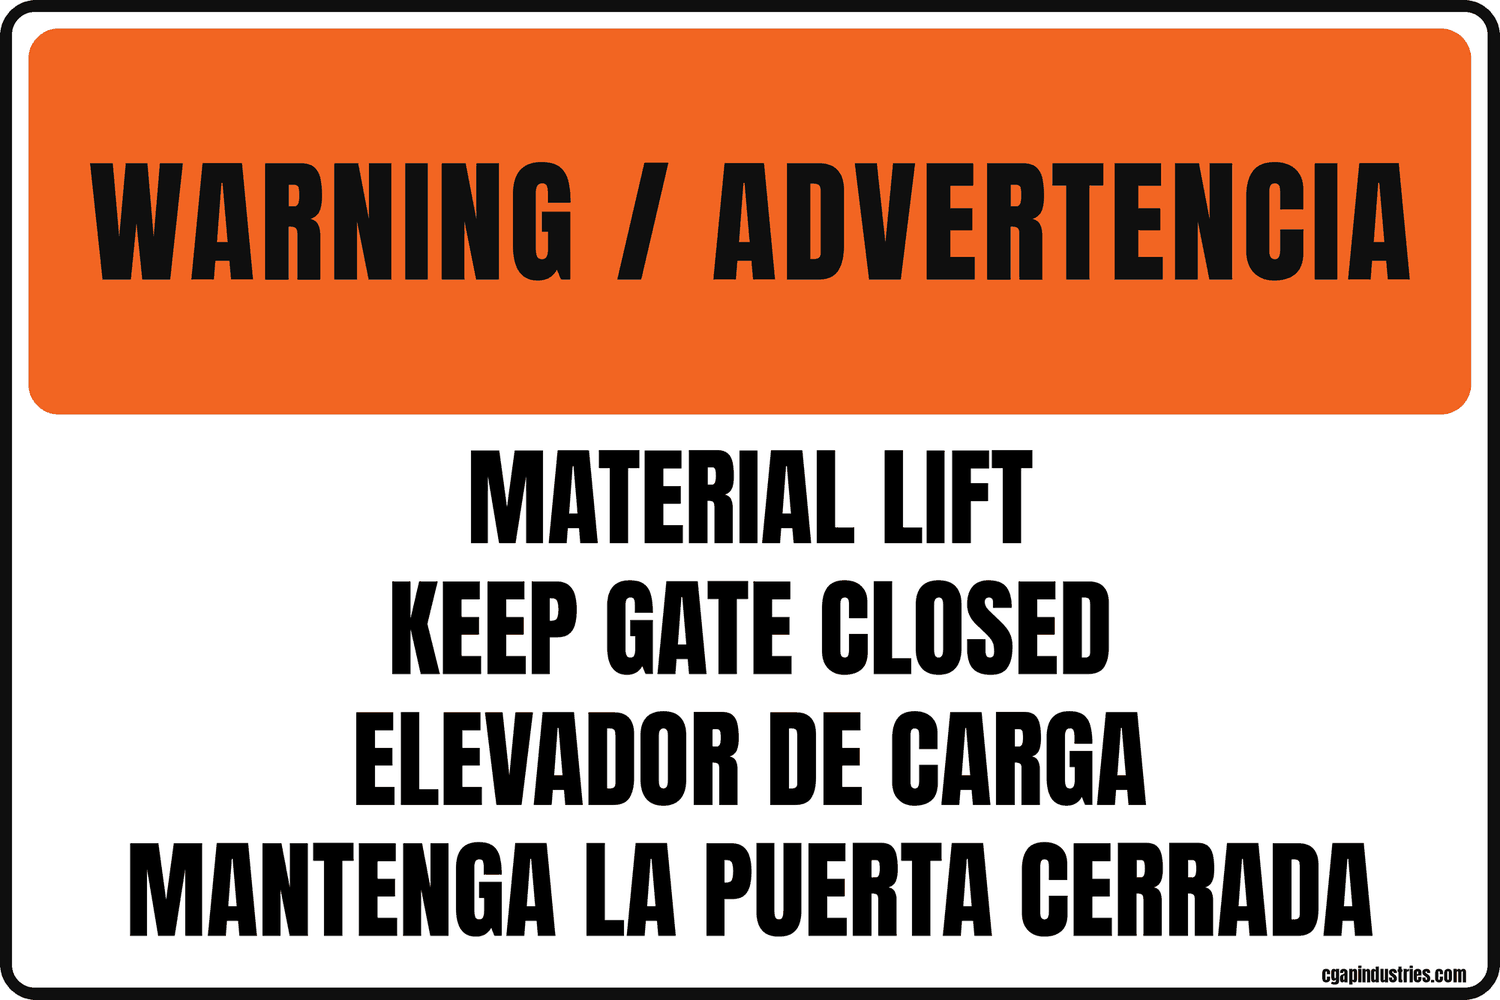 WARNING / ADVERTENCIA
MATERIAL LIFT
KEEP GATE CLOSED
ELEVADOR DE CARGA
MANTENGA LA PUERTA CERRADA
cgapindustries.com